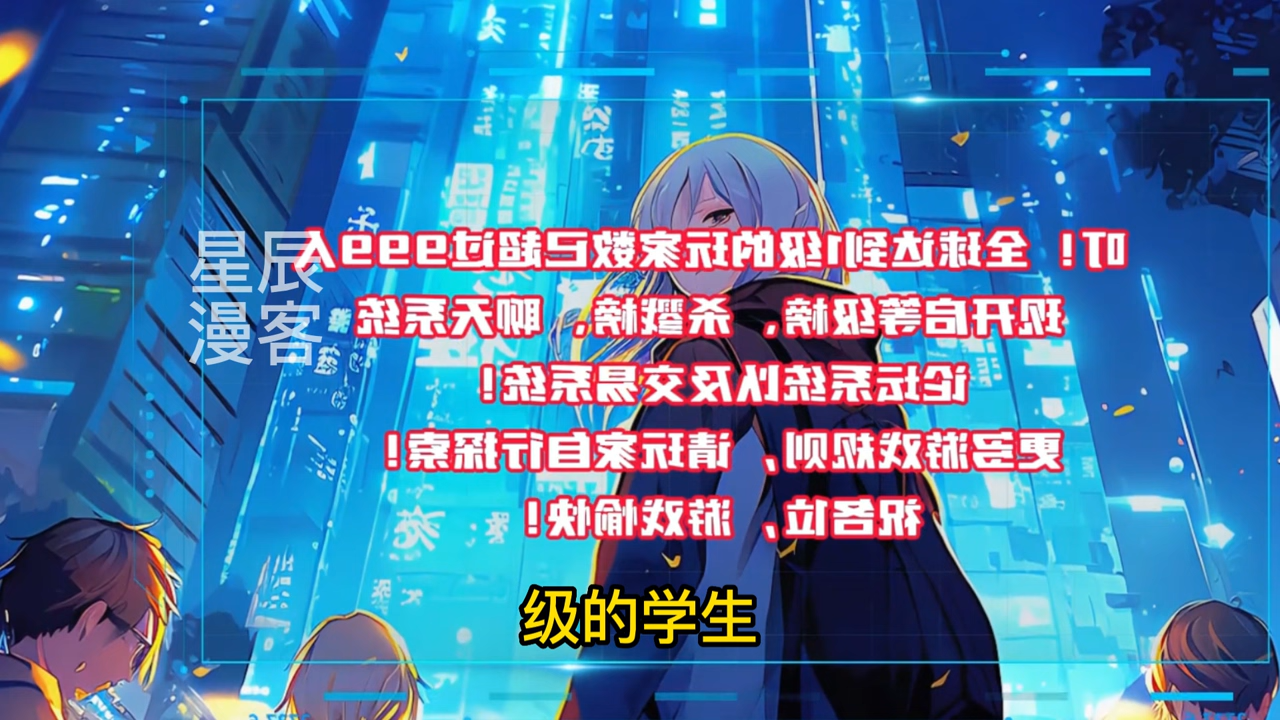 星辰
漫客
叮！全球达到1级的玩家数已超过999人
现开启等级榜，杀戮榜，聊天系统
论坛系统以及交易系统！
更多游戏规则，请玩家自行探索！
祝各位，游戏愉快！
级的学生